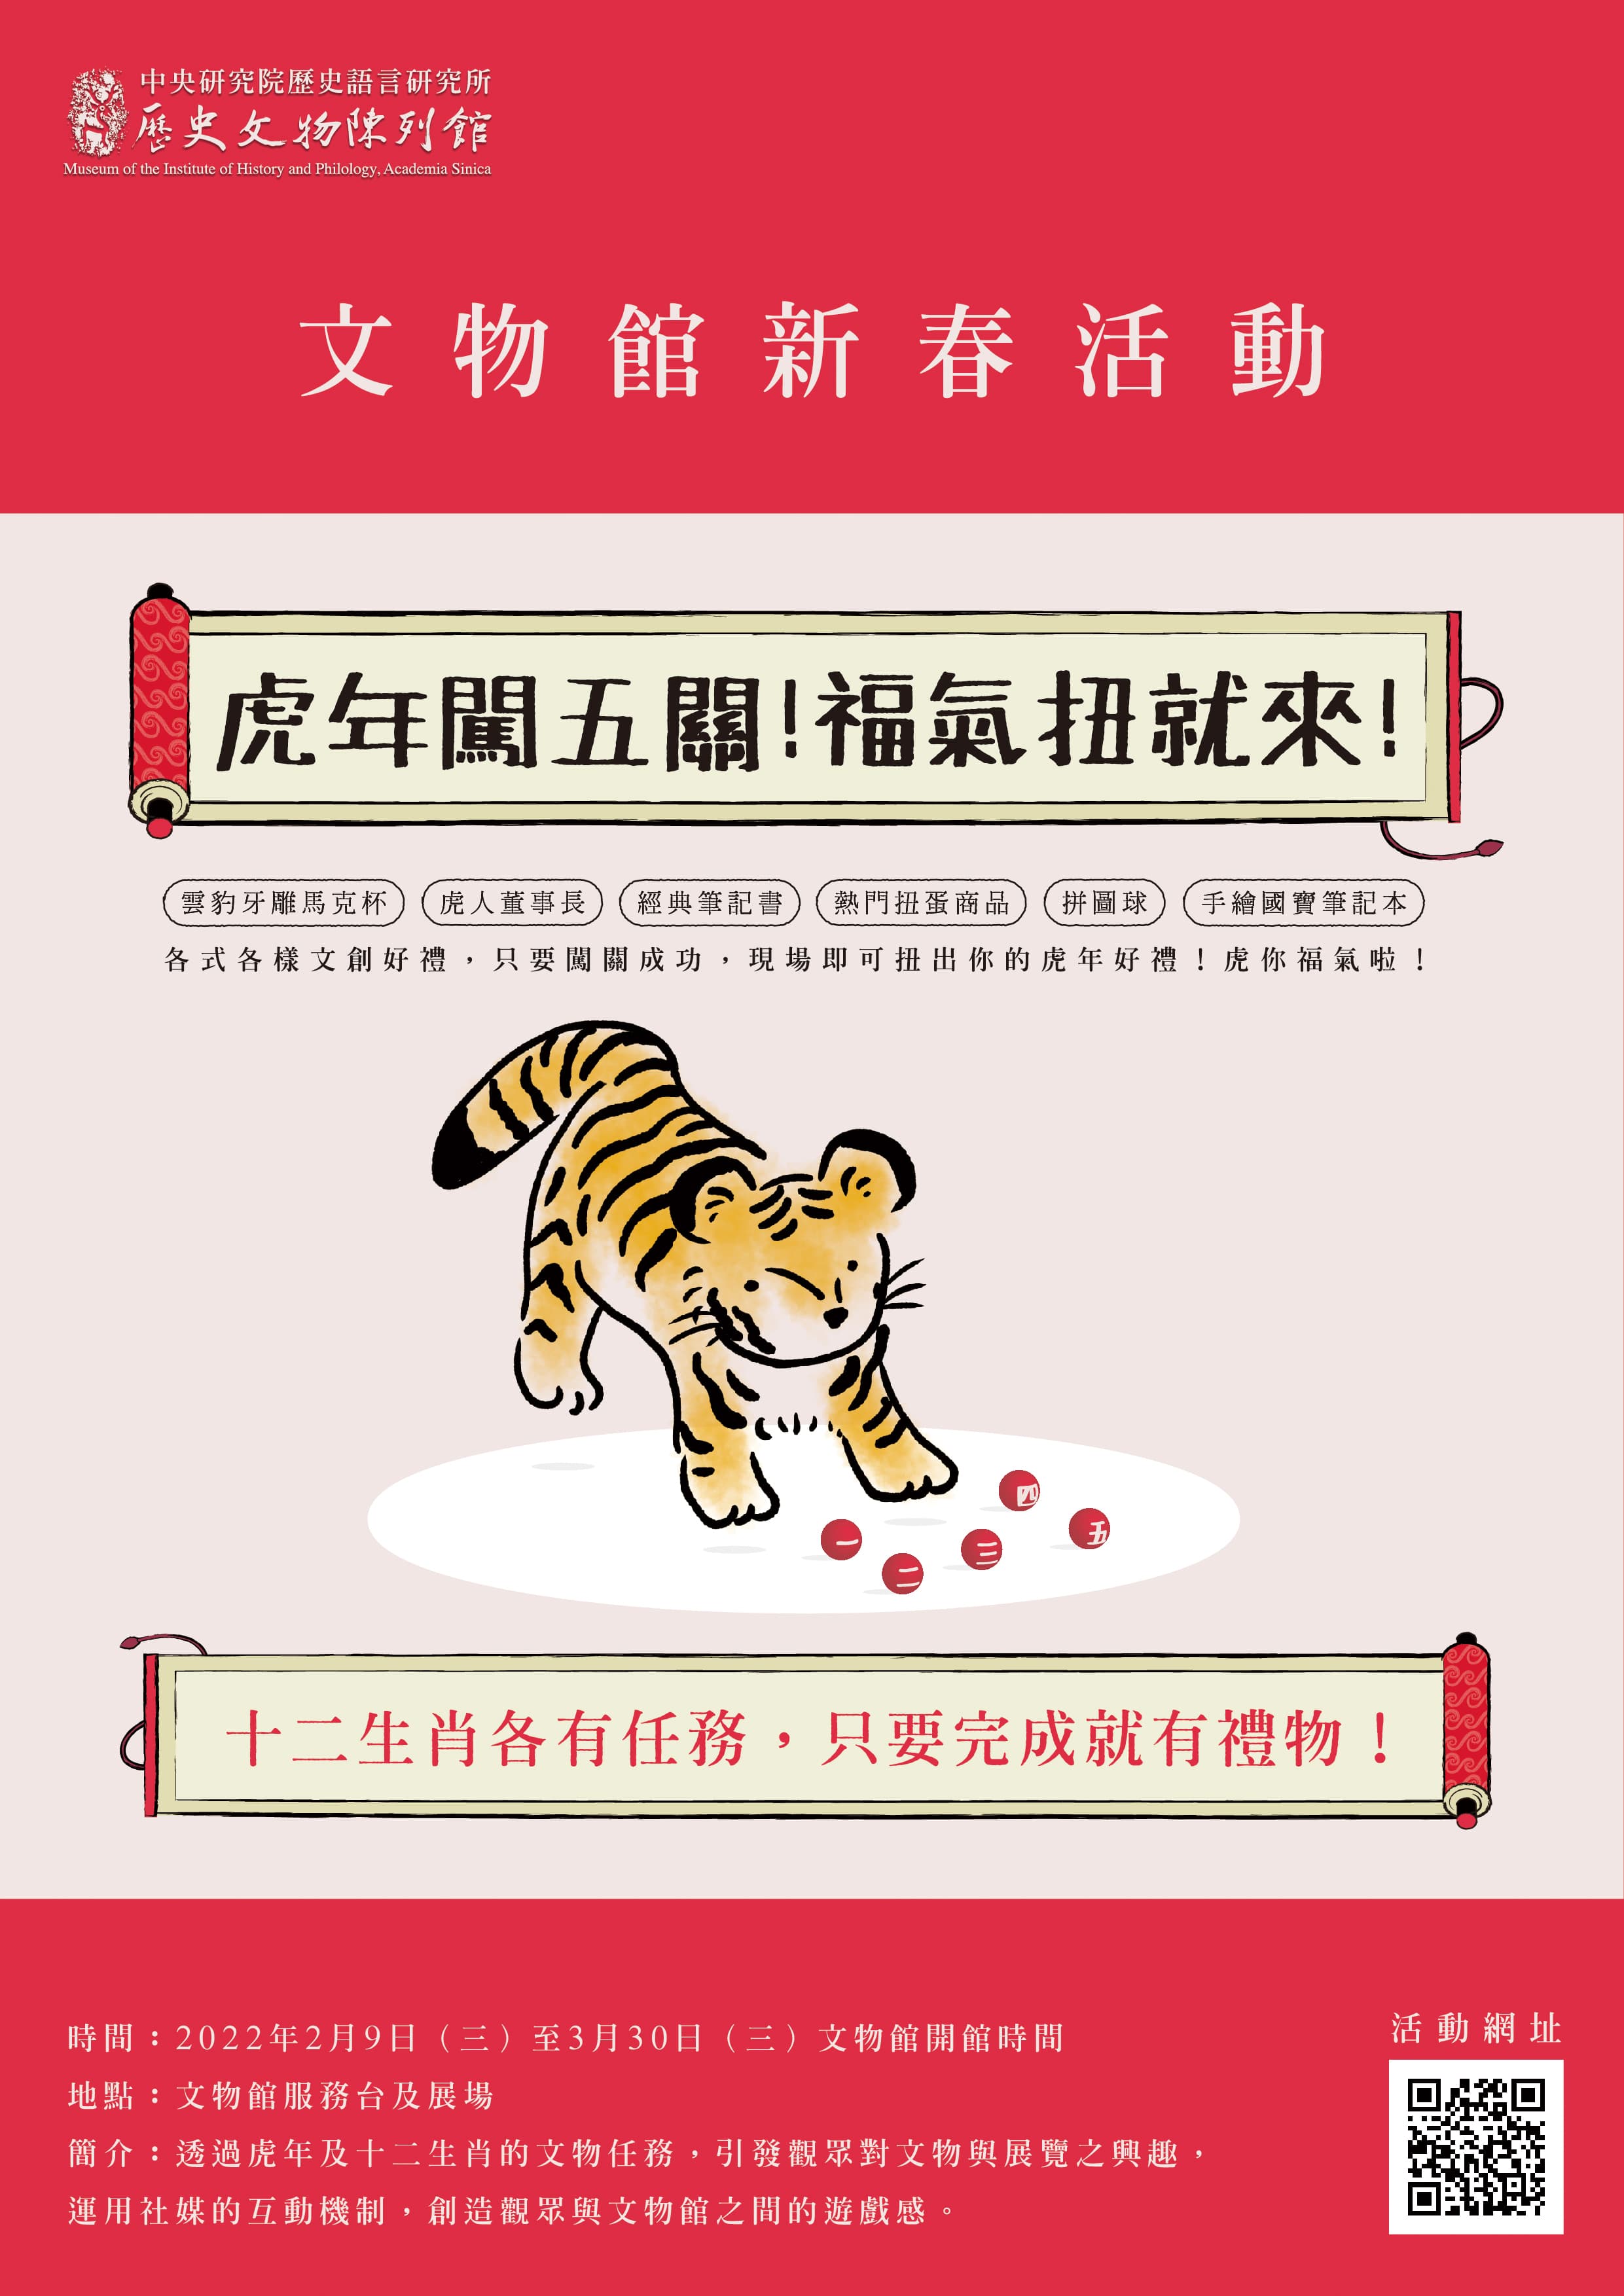 中央研究院歷史語言研究所
歷史文物陳列館
Museum of the Institute of History and Philology, Academia Sinica
文物館新春活動
虎年闖五關!福氣扭就來!
雲豹牙雕馬克杯 虎人董事長 經典筆記書 熱門扭蛋商品 拼圖球 手繪國寶筆記本
各式各樣文創好禮，只要闖關成功，現場即可扭出你的虎年好禮！虎你福氣啦！
四
五
一
三
二
十二生肖各有任務，只要完成就有禮物！
時間：2022年2月9日（三）至3月30日（三）文物館開館時間
地點：文物館服務台及展場
簡介：透過虎年及十二生肖的文物任務，引發觀眾對文物與展覽之興趣，
運用社媒的互動機制，創造觀眾與文物館之間的遊戲感。
活動網址